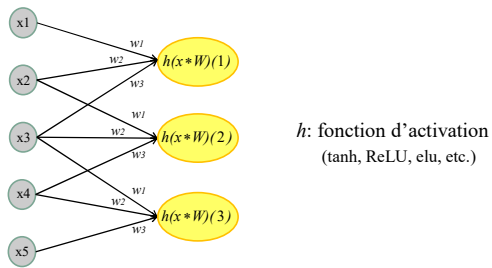 x1
w1
w2
h(x*W)(1)
x2
w3
w1
x3
w2
h(x*W)(2)
w3
h: fonction d'activation
(tanh, ReLU, elu, etc.)
x4
w1
w2
h(x*W)(3)
w3
x5